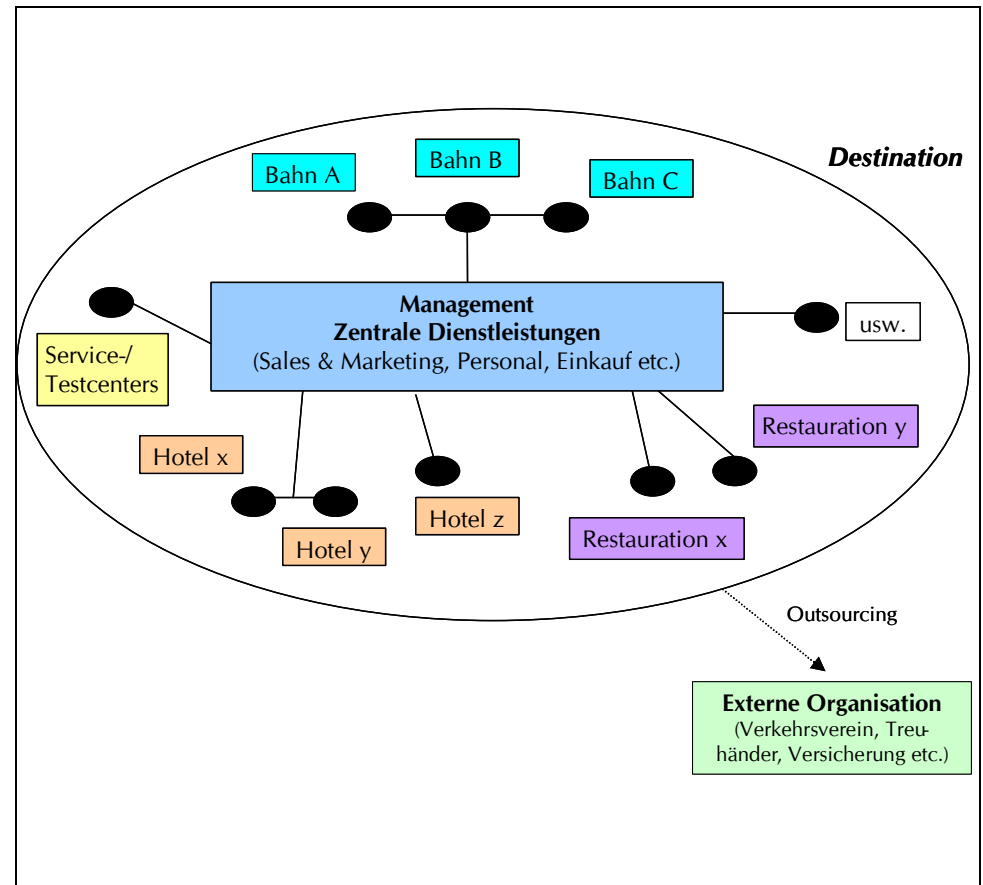 Destination
Bahn A
Bahn B
Bahn C
Management
Zentrale Dienstleistungen
(Sales & Marketing, Personal, Einkauf etc.)
usw.
Service-/
Testcenters
Restauration y
Hotel x
Hotel z
Hotel y
Restauration x
Outsourcing
Externe Organisation
(Verkehrsverein, Treu-
händer, Versicherung etc.)